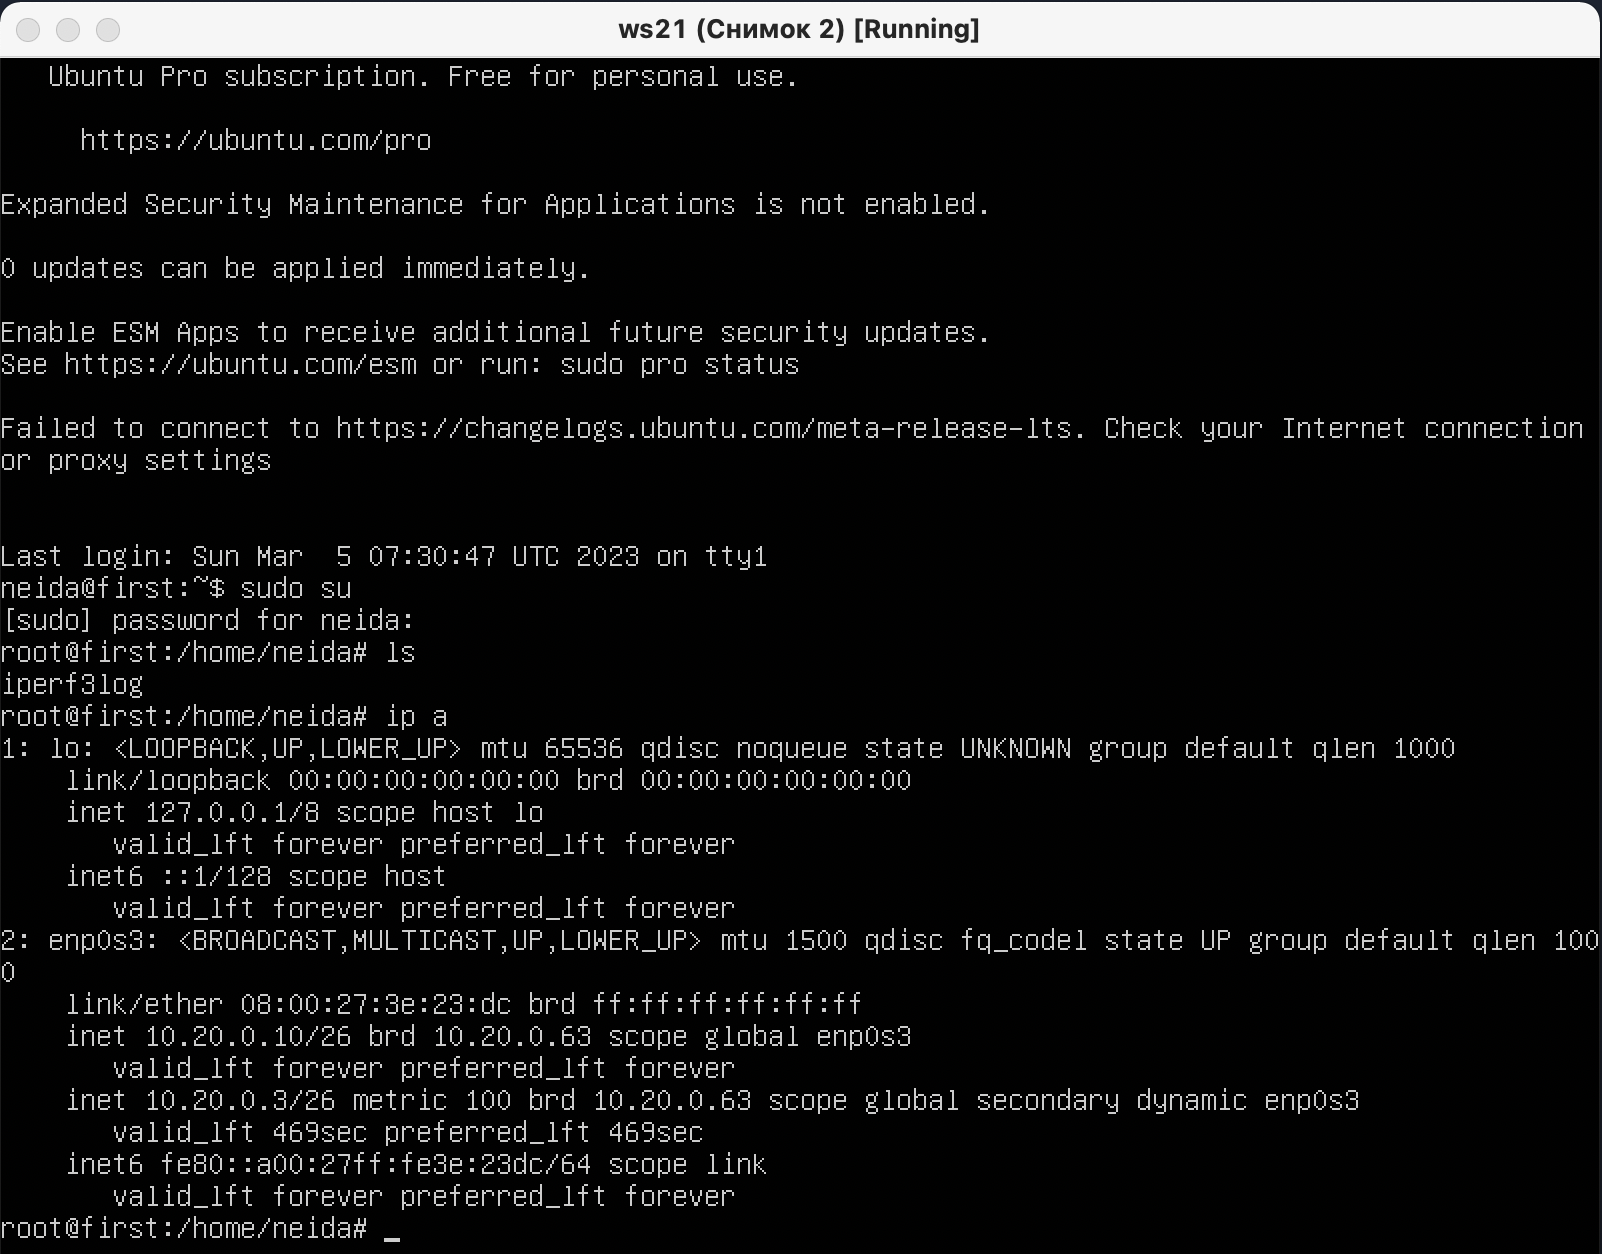 ws21 (Снимок 2) [Running]
Ubuntu Pro subscription. Free for personal use.
https://ubuntu.com/pro
Expanded Security Maintenance for Applications is not enabled.
0 updates can be applied immediately.
Enable ESM Apps to receive additional future security updates.
See https://ubuntu.com/esm or run: sudo pro status
Failed to connect to https://changelogs.ubuntu.com/meta-release-lts. Check your Internet connection
or proxy settings
Last login: Sun Mar  5 07:30:47 UTC 2023 on tty1
neida@first:~$ sudo su
[sudo] password for neida:
root@first:/home/neida# ls
iperf3log
root@first:/home/neida# ip a
1: lo: <LOOPBACK,UP,LOWER_UP> mtu 65536 qdisc noqueue state UNKNOWN group default qlen 1000
link/loopback 00:00:00:00:00:00 brd 00:00:00:00:00:00
inet 127.0.0.1/8 scope host lo
valid_lft forever preferred_lft forever
inet6 ::1/128 scope host
valid_lft forever preferred_lft forever
2: enp0s3: <BROADCAST,MULTICAST,UP,LOWER_UP> mtu 1500 qdisc fq_codel state UP group default qlen 100
0
link/ether 08:00:27:3e:23:dc brd ff:ff:ff:ff:ff:ff
inet 10.20.0.10/26 brd 10.20.0.63 scope global enp0s3
valid_lft forever preferred_lft forever
inet 10.20.0.3/26 metric 100 brd 10.20.0.63 scope global secondary dynamic enp0s3
valid_lft 469sec preferred_lft 469sec
inet6 fe80::a00:27ff:fe3e:23dc/64 scope link
valid_lft forever preferred_lft forever
root@first:/home/neida# _